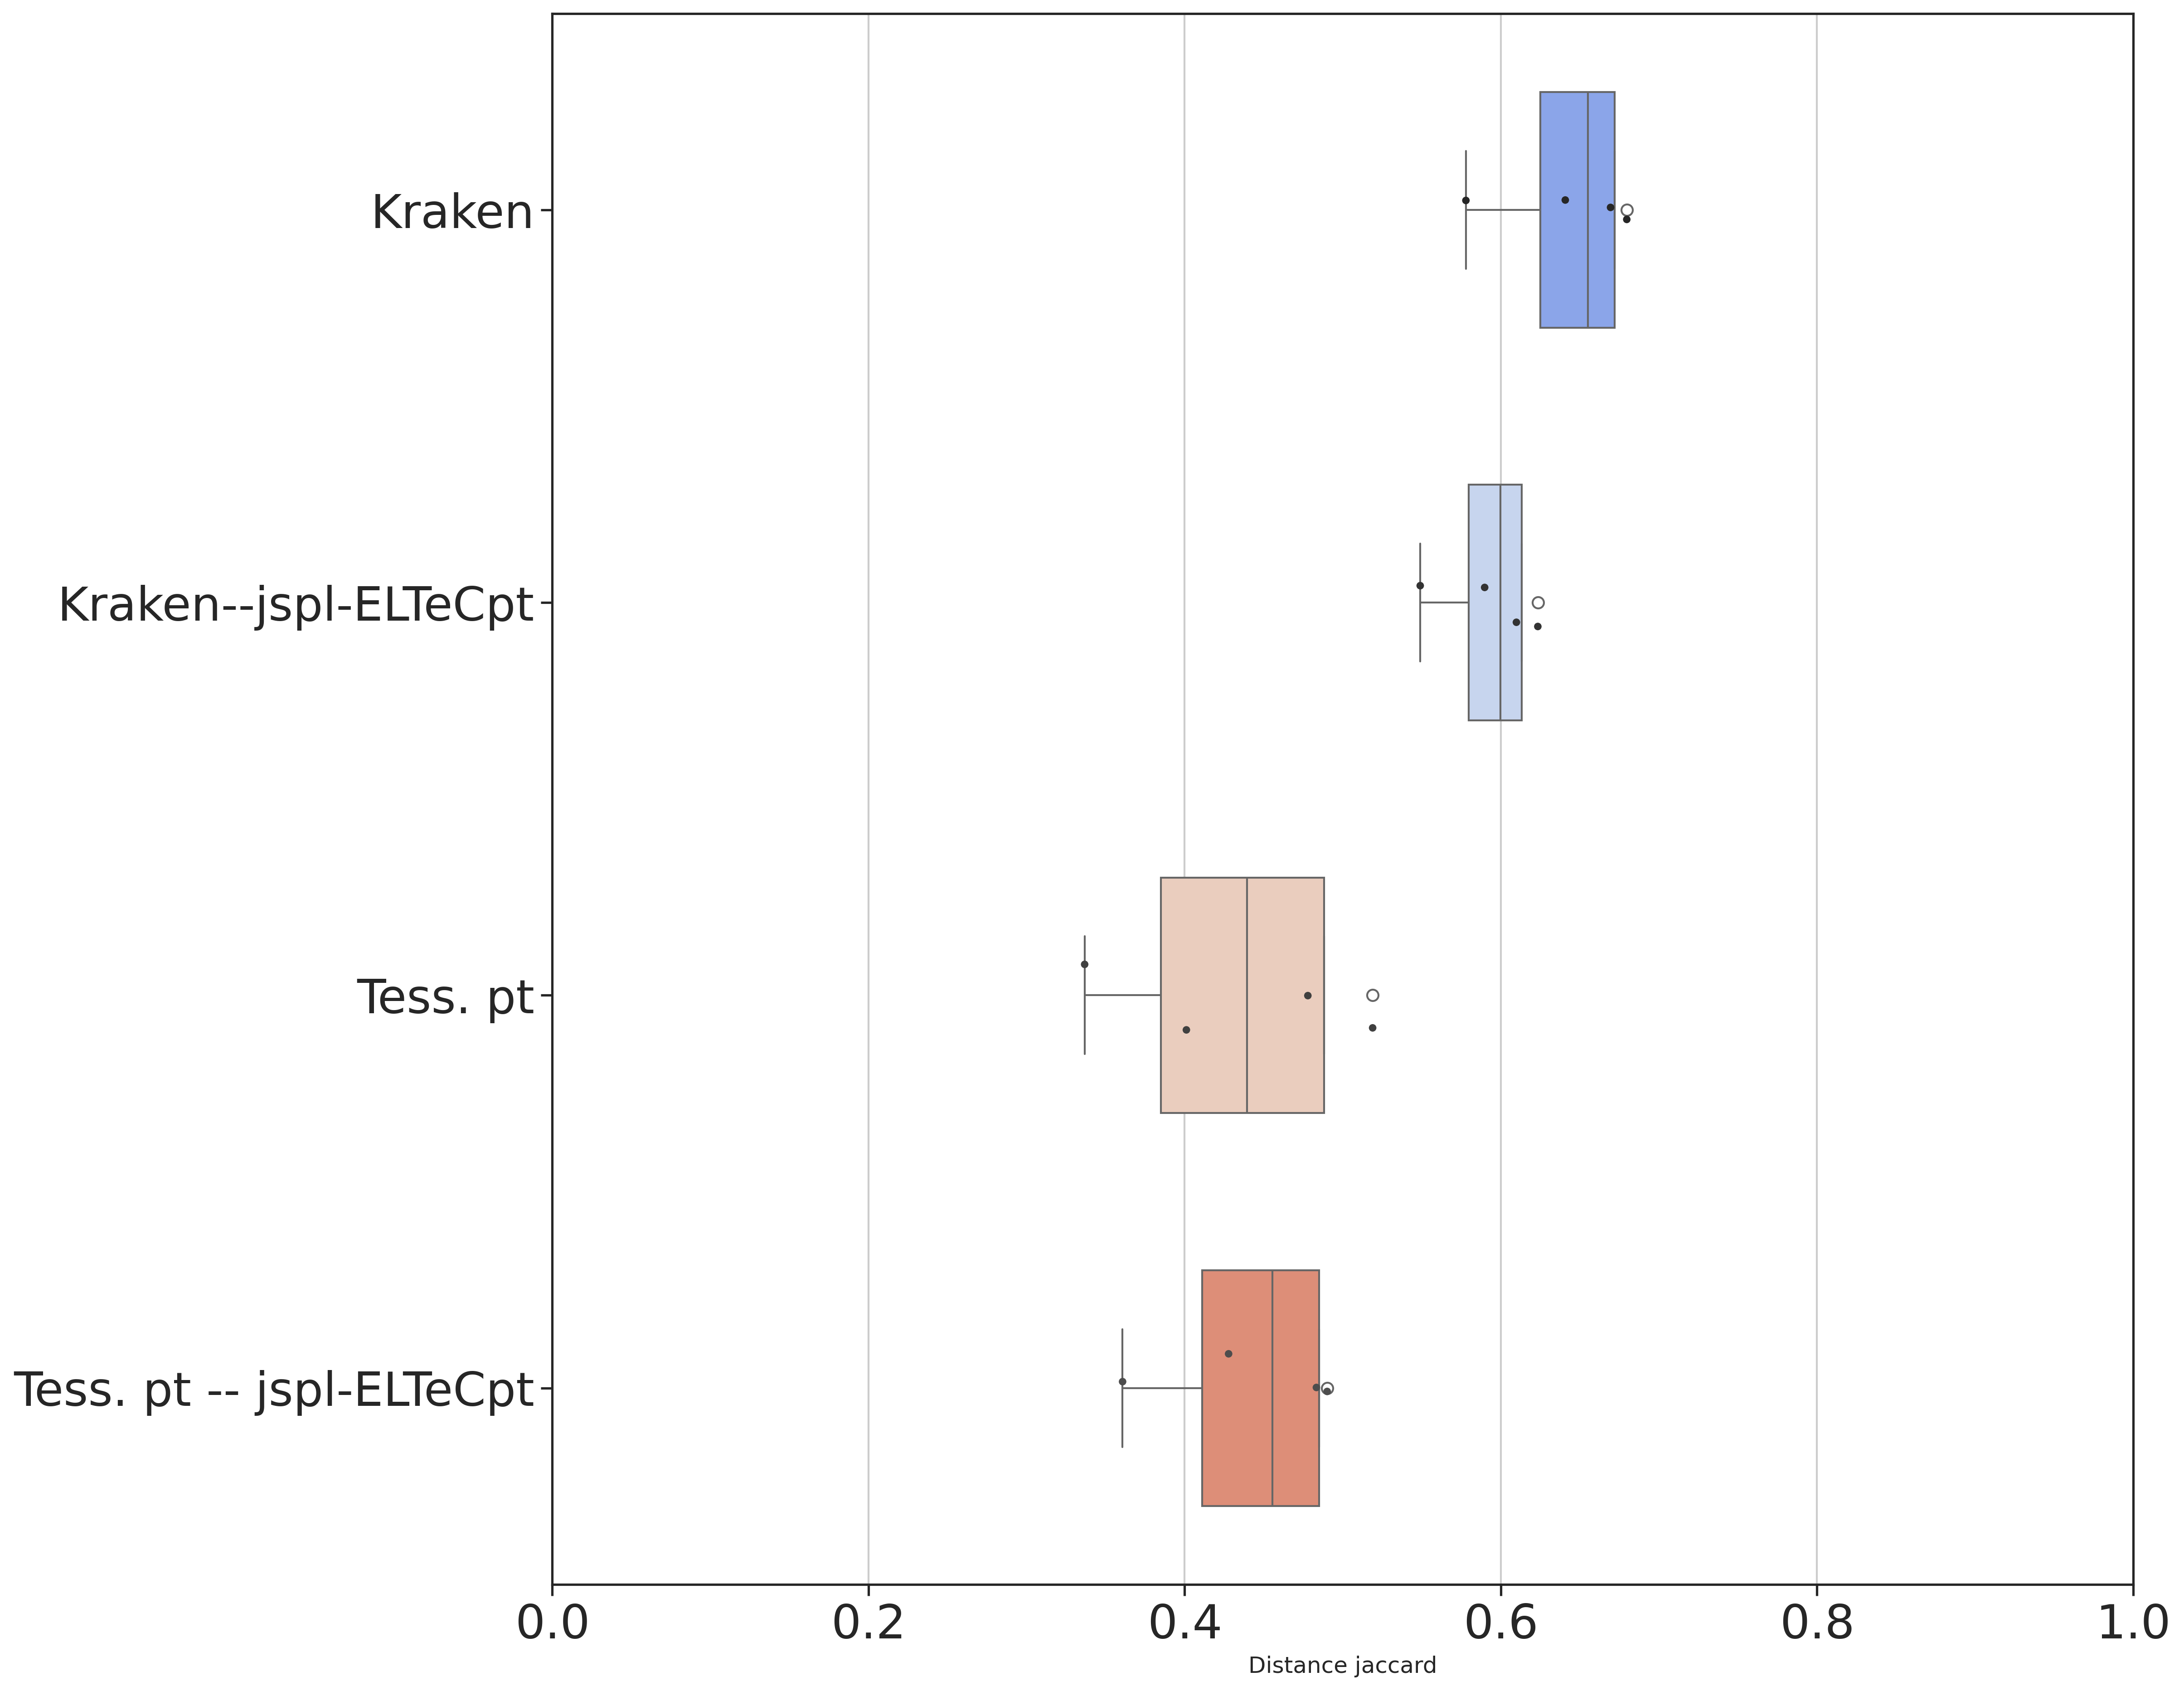 Kraken
Kraken--jspl-ELTeCpt
Tess. pt
Tess. pt -- jspl-ELTeCpt
0.0 0.2 0.4 0.6 0.8 1.0
Distance jaccard